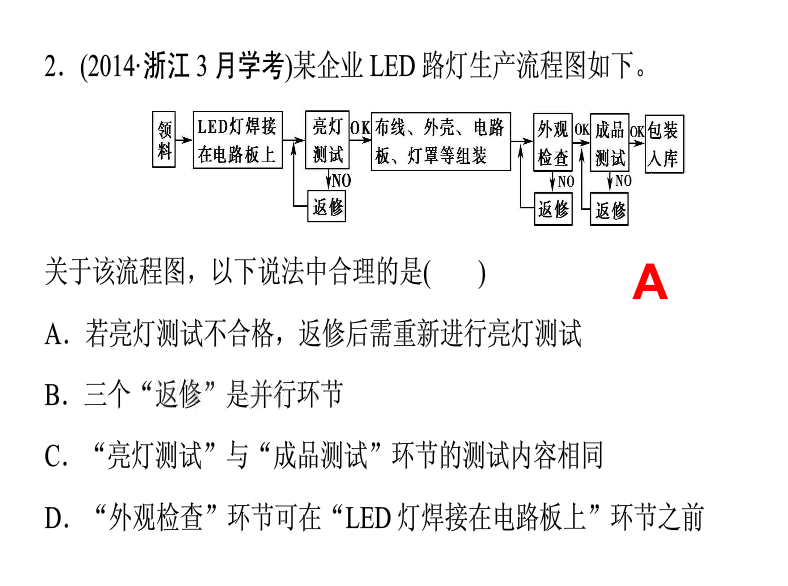 2．(2014·浙江 3 月学考)某企业 LED 路灯生产流程图如下。
领料
LED灯焊接
在电路板上
亮灯
测试
OK
布线、外壳、电路
板、灯罩等组装
外观
检查
OK
成品
测试
OK
包装
入库
NO
NO
NO
返修
返修
返修
关于该流程图，以下说法中合理的是(　　)
A
A．若亮灯测试不合格，返修后需重新进行亮灯测试
B．三个“返修”是并行环节
C．“亮灯测试”与“成品测试”环节的测试内容相同
D．“外观检查”环节可在“LED 灯焊接在电路板上”环节之前